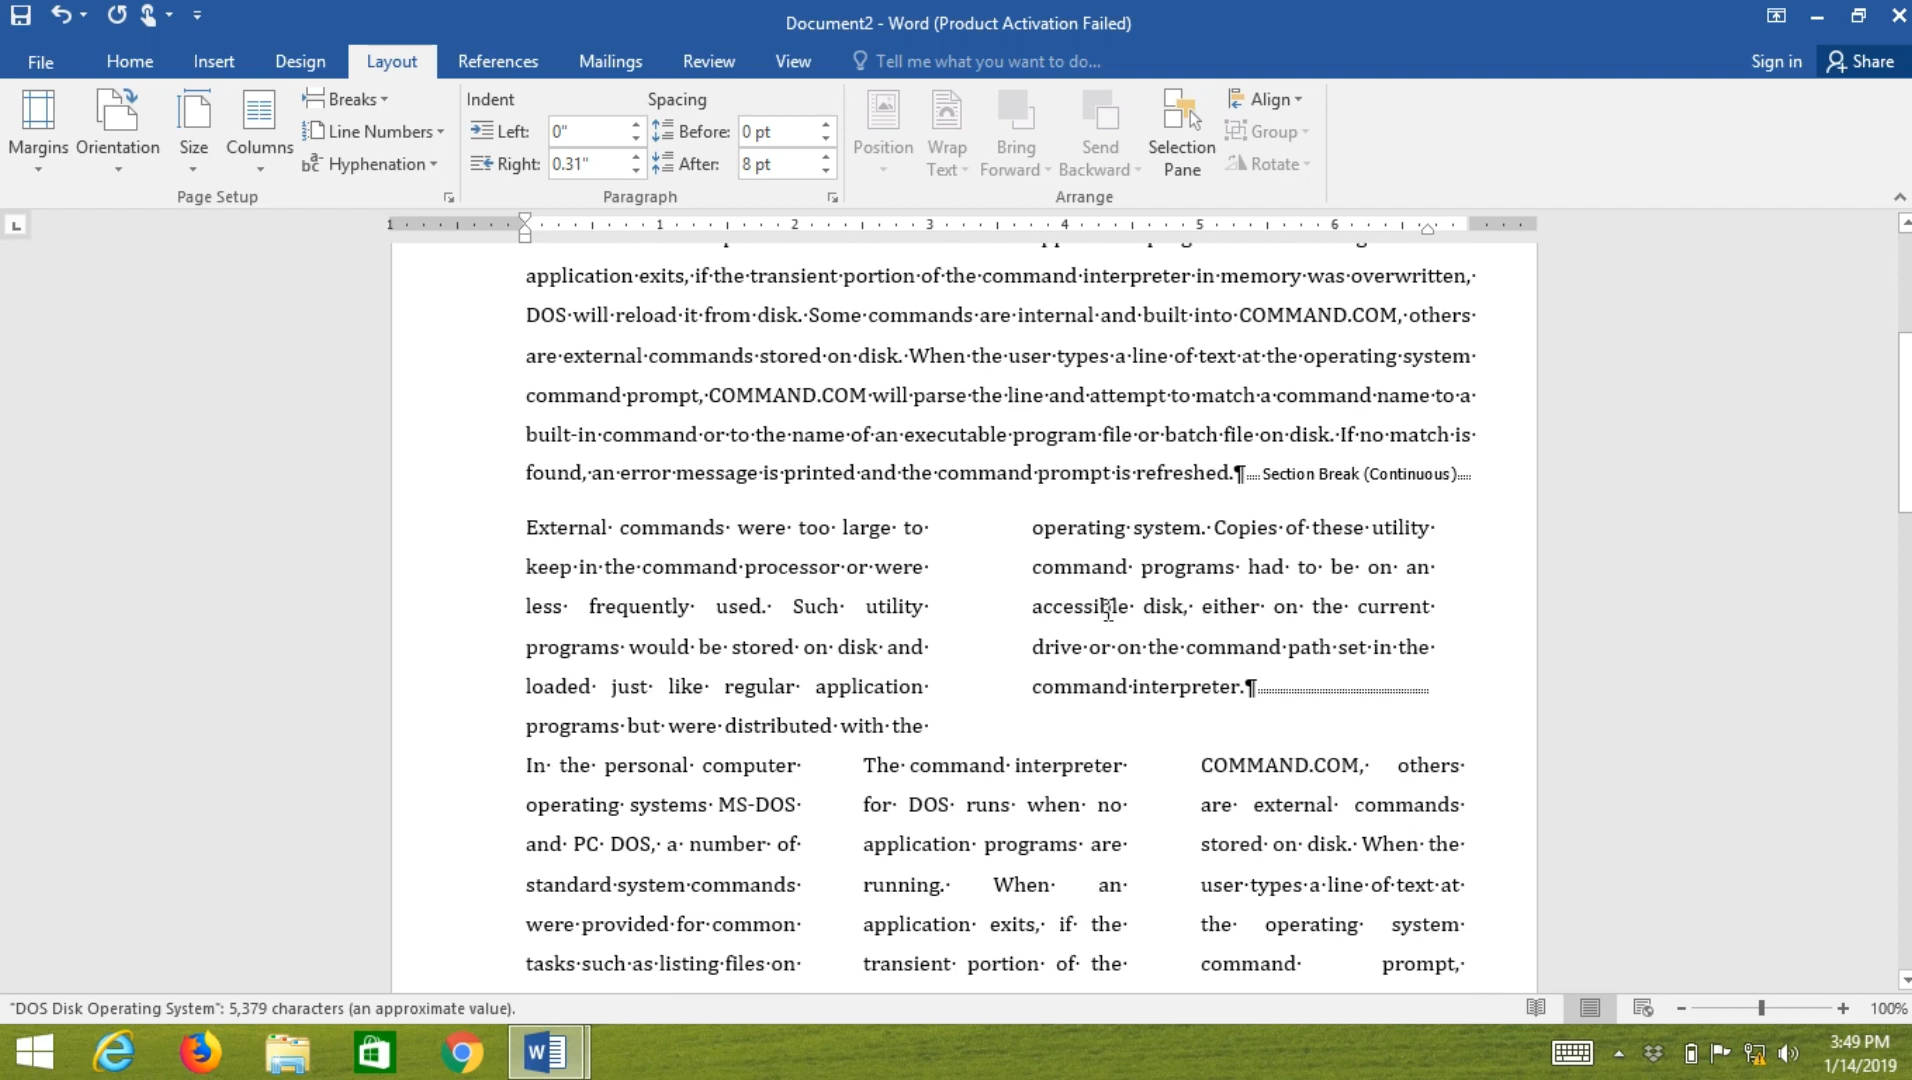 Document2 - Word (Product Activation Failed)
File Home Insert Design Layout References Mailings Review View Tell me what you want to do... Sign in Share
Margins Orientation Size Columns
Breaks
Line Numbers
Hyphenation
Page Setup
Indent
Left: 0"
Right: 0.31"
Spacing
Before: 0 pt
After: 8 pt
Paragraph
Position
Wrap Text
Bring Forward
Send Backward
Selection Pane
Align
Group
Rotate
Arrange
L
1 1 2 3 4 5 6
application exits, if the transient portion of the command interpreter in memory was overwritten,
DOS will reload it from disk. Some commands are internal and built into COMMAND.COM, others
are external commands stored on disk. When the user types a line of text at the operating system
command prompt, COMMAND.COM will parse the line and attempt to match a command name to a
built-in command or to the name of an executable program file or batch file on disk. If no match is
found, an error message is printed and the command prompt is refreshed.¶ Section Break (Continuous)
External commands were too large to
keep in the command processor or were
less frequently used. Such utility
programs would be stored on disk and
loaded just like regular application
programs but were distributed with the
operating system. Copies of these utility
command programs had to be on an
accessible disk, either on the current
drive or on the command path set in the
command interpreter.¶
In the personal computer
operating systems MS-DOS
and PC DOS, a number of
standard system commands
were provided for common
tasks such as listing files on
The command interpreter
for DOS runs when no
application programs are
running. When an
application exits, if the
transient portion of the
COMMAND.COM, others
are external commands
stored on disk. When the
user types a line of text at
the operating system
command prompt,
"DOS Disk Operating System": 5,379 characters (an approximate value).
100%
W
3:49 PM
1/14/2019